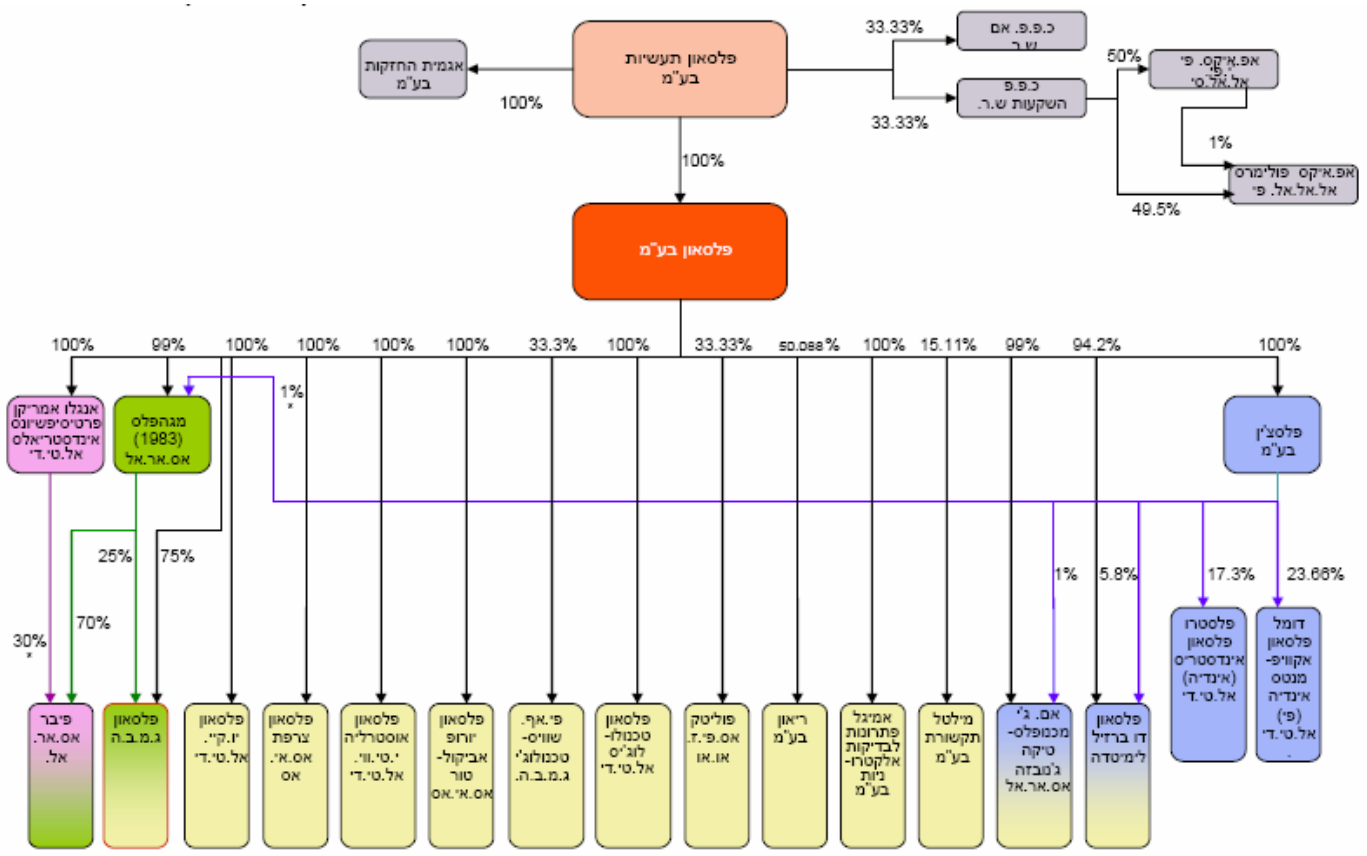 כ.פ.פ. אם
ש.ר
33.33%
פלסאון תעשיות
בע"מ
אגמית החזקות
בע"מ
100%
אפ.איקס. פי
.פי
אל.אל.סי
50%
כ.פ.פ
השקעות ש.ר.
33.33%
1%
100%
אפ.איקס פולימרס
אל.אל.אל. פי
49.5%
פלסאון בע"מ
100%
99%
100%
100%
100%
100%
33.3%
100%
33.33%
50.088%
100%
15.11%
99%
94.2%
100%
אנגלו אמריקן
פרטיסיפשיונס
אינדסטריאלס
אל.טי.די
מגהפלס
(1983)
אס.אר.אל
1%
*
פלסצ'ין
בע"מ
25%
75%
1%
5.8%
17.3%
23.66%
70%
30%
*
פיבר
אס.אר.
אל.
פלסאון
ג.מ.ב.ה
פלסאון
יו.קיי.
אל.טי.די
פלסאון
צרפת
אס.אי.
אס
פלסאון
אוסטרליה
י.טי.ווי.
אל.טי.די
פלסאון
יורופ
אביקול-
טור
אס.אי.אס
פי.אף.
שוויס-
טכנולוג'י
ג.מ.ב.ה.
פלסאון
טכנולו-
לוג'יס
אל.טי.די
פוליטק
אס.פי.ז.
או.או
ריאון
בע"מ
אמיגל
פתרונות
לבדיקות
אלקטרו-
ניות
בע"מ
מילטל
תקשורת
בע"מ
אם. ג'י
מכנופלס-
טיקה
ג'נובזה
אס.אר.אל
פלסאון
דו ברזיל
לימיטדה
פלסטרו
פלסאון
אינדסטריס
(אינדיה)
אל.טי.די
דומל
פלסאון
אקוויפ-
מנטס
אינדיה
(פי)
אל.טי.די
.